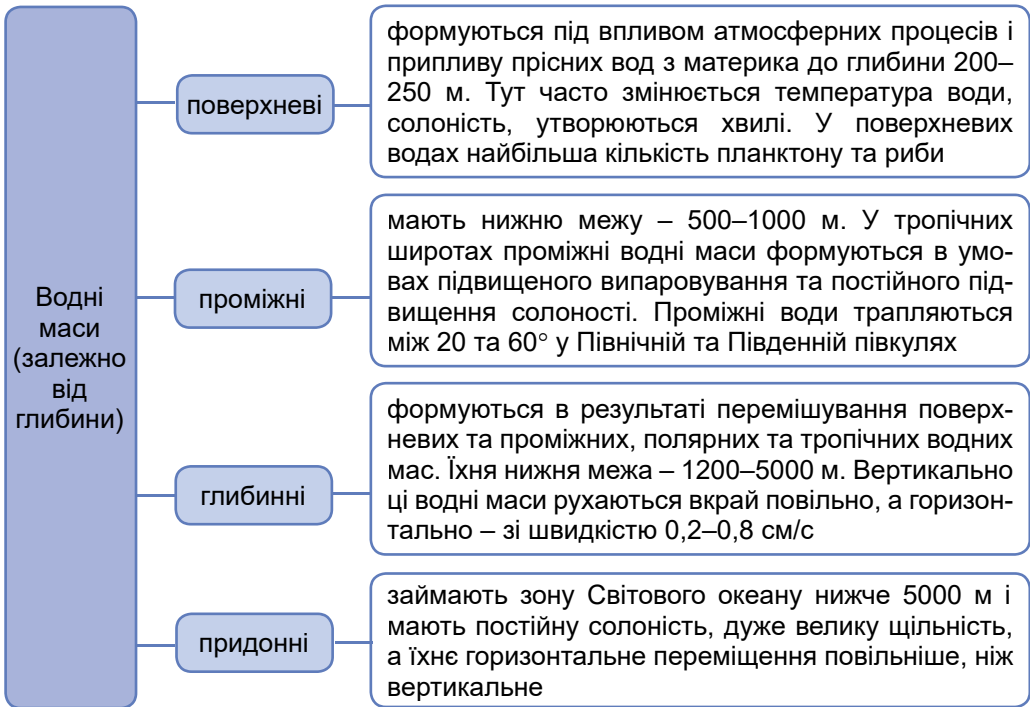 Водні
маси
(залежно
від
глибини)
поверхневі
формуються під впливом атмосферних процесів і
припливу прісних вод з материка до глибини 200–
250 м. Тут часто змінюється температура води,
солоність, утворюються хвилі. У поверхневих
водах найбільша кількість планктону та риби
проміжні
мають нижню межу – 500–1000 м. У тропічних
широтах проміжні водні маси формуються в умо-
вах підвищеного випаровування та постійного під-
вищення солоності. Проміжні води трапляються
між 20 та 60° у Північній та Південній півкулях
глибинні
формуються в результаті перемішування поверх-
невих та проміжних, полярних та тропічних водних
мас. Їхня нижня межа – 1200–5000 м. Вертикально
ці водні маси рухаються вкрай повільно, а горизон-
тально – зі швидкістю 0,2–0,8 см/с
придонні
займають зону Світового океану нижче 5000 м і
мають постійну солоність, дуже велику щільність,
а їхнє горизонтальне переміщення повільніше, ніж
вертикальне